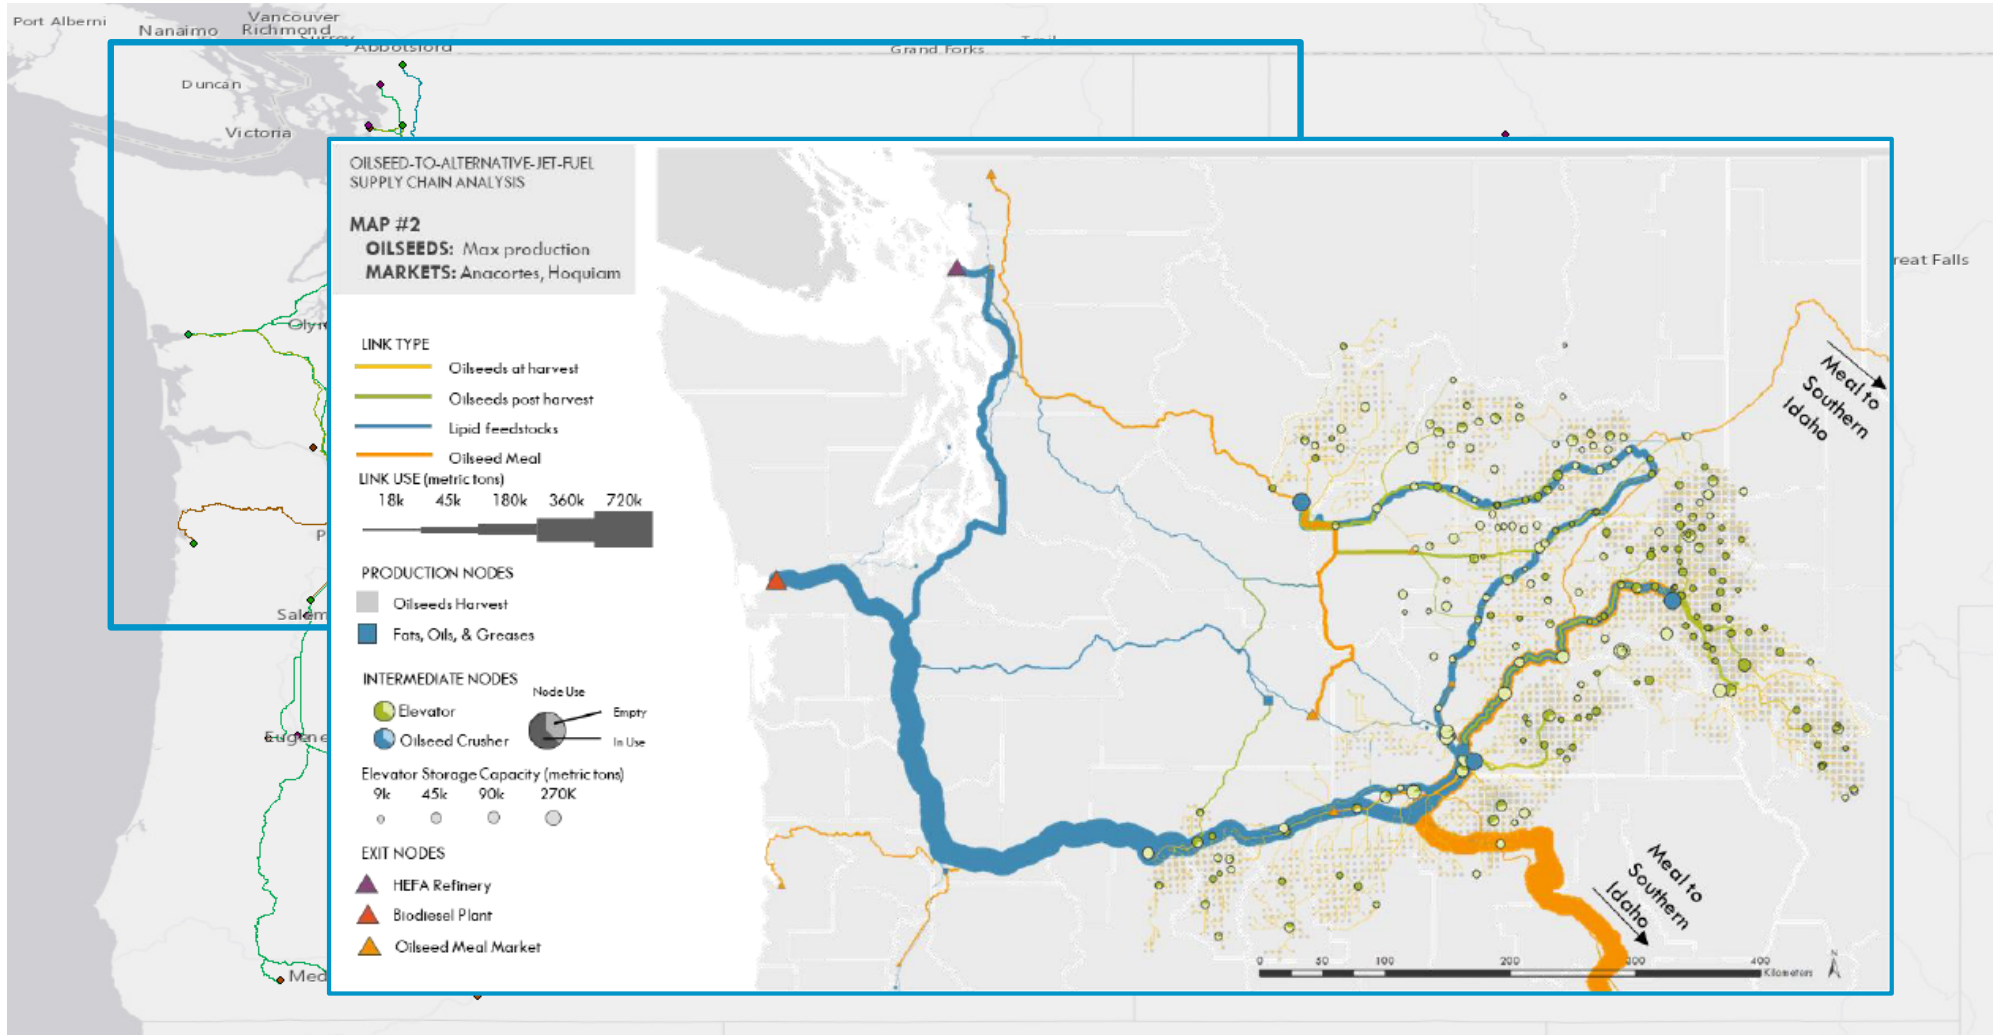 Port Alberni
Nanaimo
Vancouver
Richmond
Surrey
Abbotsford
Grand Forks
Trail
Duncan
Victoria
Salem
Eugene
reat Falls
OILSEED-TO-ALTERNATIVE-JET-FUEL
SUPPLY CHAIN ANALYSIS
MAP #2
OILSEEDS: Max production
MARKETS: Anacortes, Hoquiam
LINK TYPE
Oilseeds at harvest
Oilseeds post harvest
Lipid feedstocks
Oilseed Meal
LINK USE (metric tons)
18k 45k 180k 360k 720k
PRODUCTION NODES
Oilseeds Harvest
Fats, Oils, & Greases
INTERMEDIATE NODES
Node Use
Elevator
Empty
Oilseed Crusher
In Use
Elevator Storage Capacity (metric tons)
9k 45k 90k 270K
EXIT NODES
HEFA Refinery
Biodiesel Plant
Oilseed Meal Market
Meal to
Southern
Idaho
Meal to
Southern
Idaho
0 50 100 200 300 400
Kilometers
N